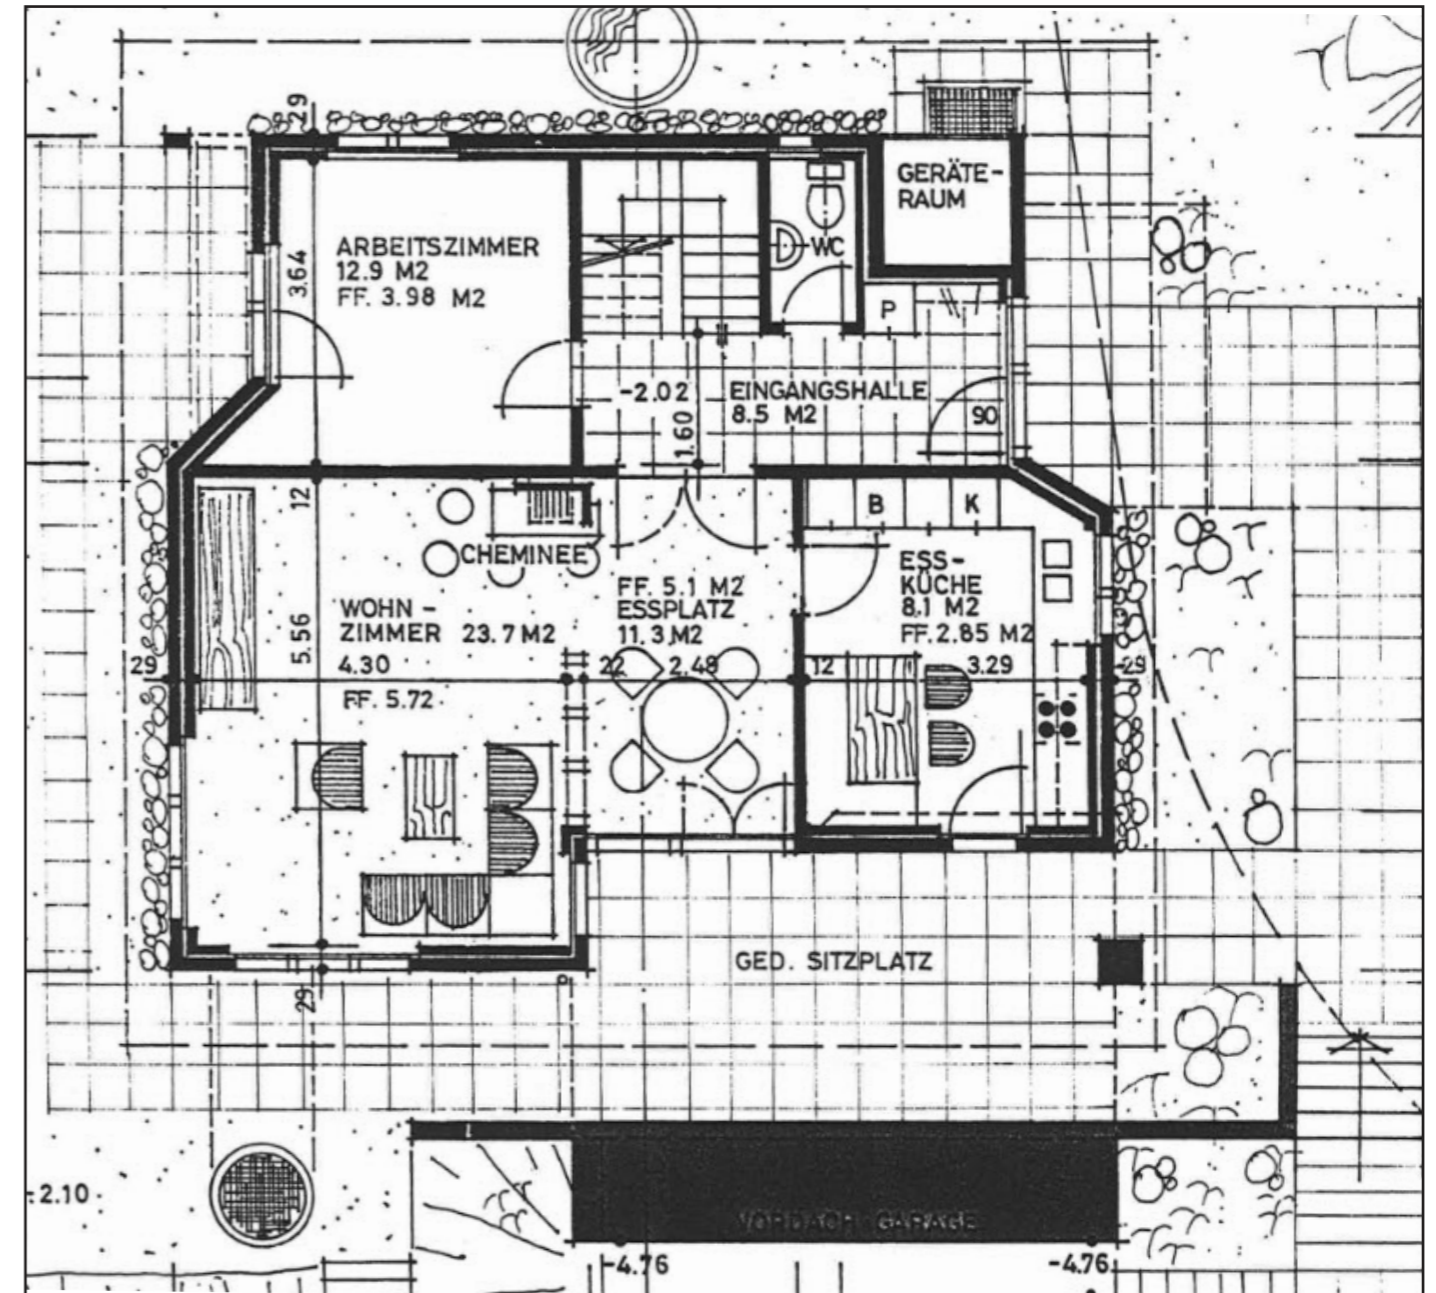 29
GERÄTE-
RAUM
ARBEITSZIMMER
12.9 M2
FF. 3.98 M2
3.64
WC
P
-2.02
EINGANGSHALLE
8.5 M2
1.60
90
12
B
K
CHEMINEE
ESS-
KÜCHE
8.1 M2
FF. 2.85 M2
FF. 5.1 M2
ESSPLATZ
11.3 M2
WOHN-
ZIMMER 23.7 M2
5.56
29
4.30
22
2.48
12
3.29
29
FF. 5.72
GED. SITZPLATZ
29
-2.10
VORDACH GARAGE
-4.76
-4.76